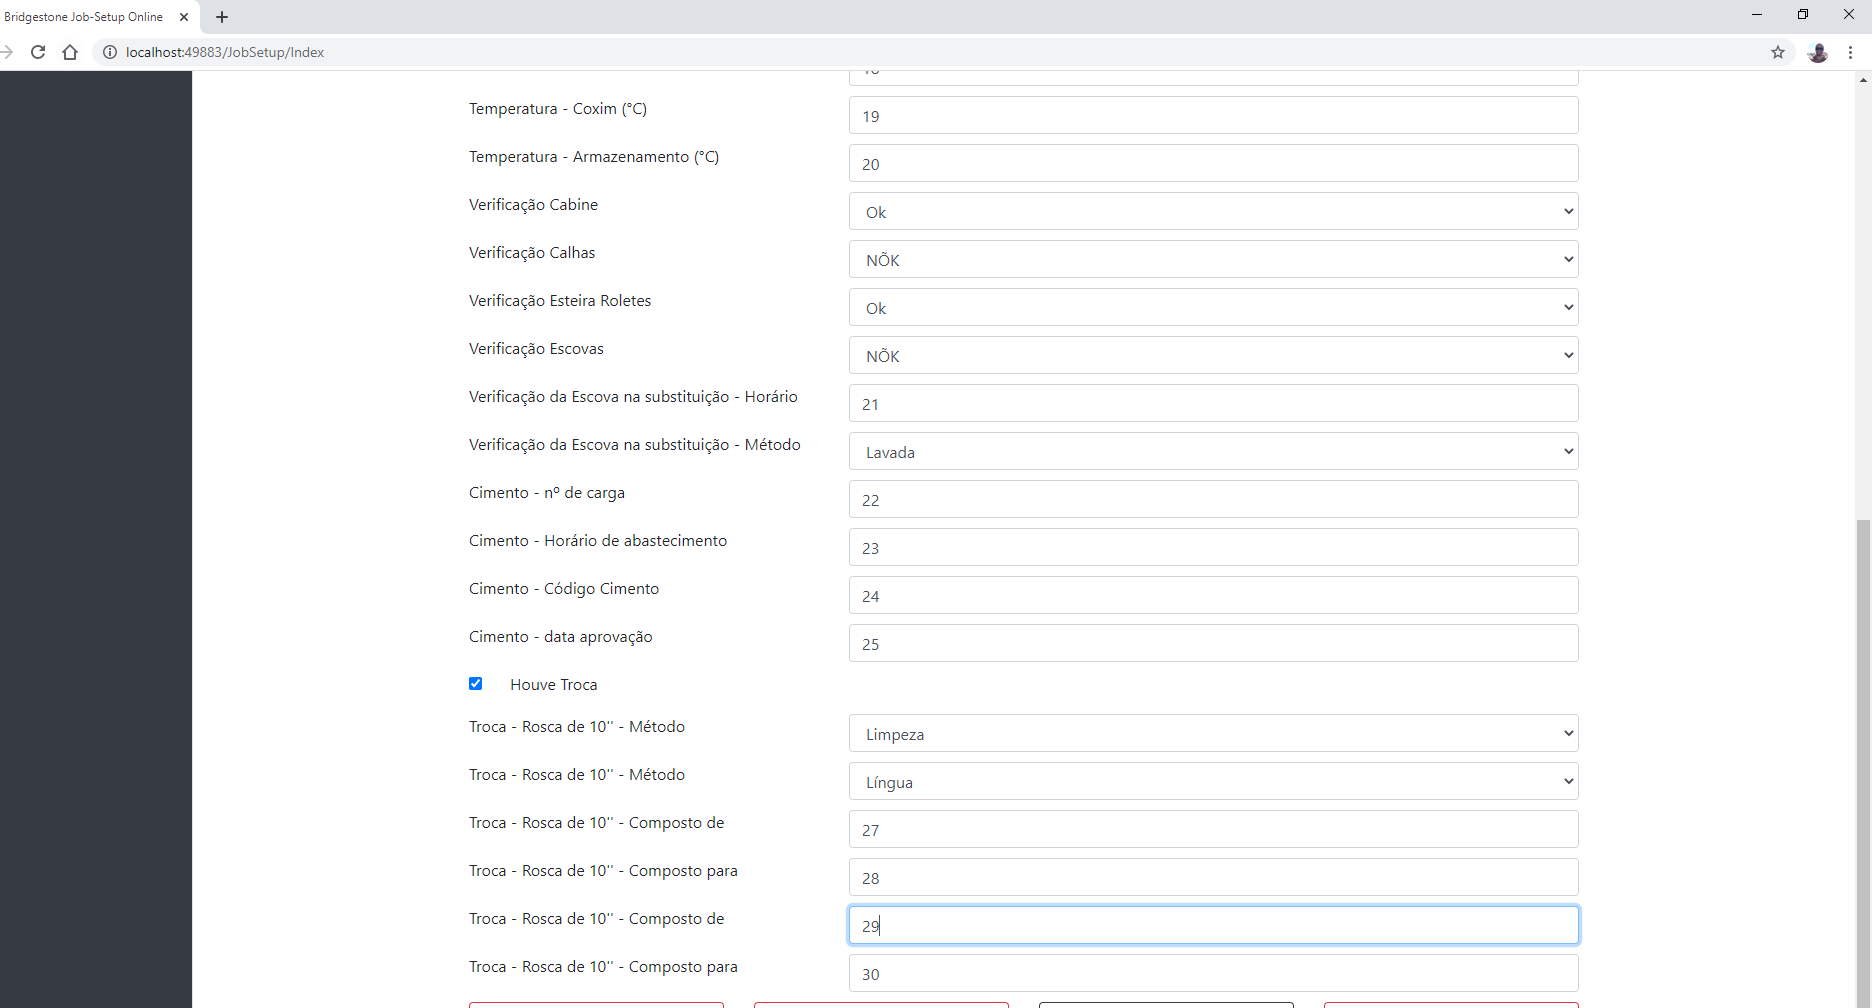 Bridgestone Job-Setup Online
localhost:49883/JobSetup/Index
Temperatura - Coxim (°C)
19
Temperatura - Armazenamento (°C)
20
Verificação Cabine
Ok
Verificação Calhas
NÕK
Verificação Esteira Roletes
Ok
Verificação Escovas
NÕK
Verificação da Escova na substituição - Horário
21
Verificação da Escova na substituição - Método
Lavada
Cimento - nº de carga
22
Cimento - Horário de abastecimento
23
Cimento - Código Cimento
24
Cimento - data aprovação
25
Houve Troca
Troca - Rosca de 10'' - Método
Limpeza
Troca - Rosca de 10'' - Método
Língua
Troca - Rosca de 10'' - Composto de
27
Troca - Rosca de 10'' - Composto para
28
Troca - Rosca de 10'' - Composto de
29
Troca - Rosca de 10'' - Composto para
30